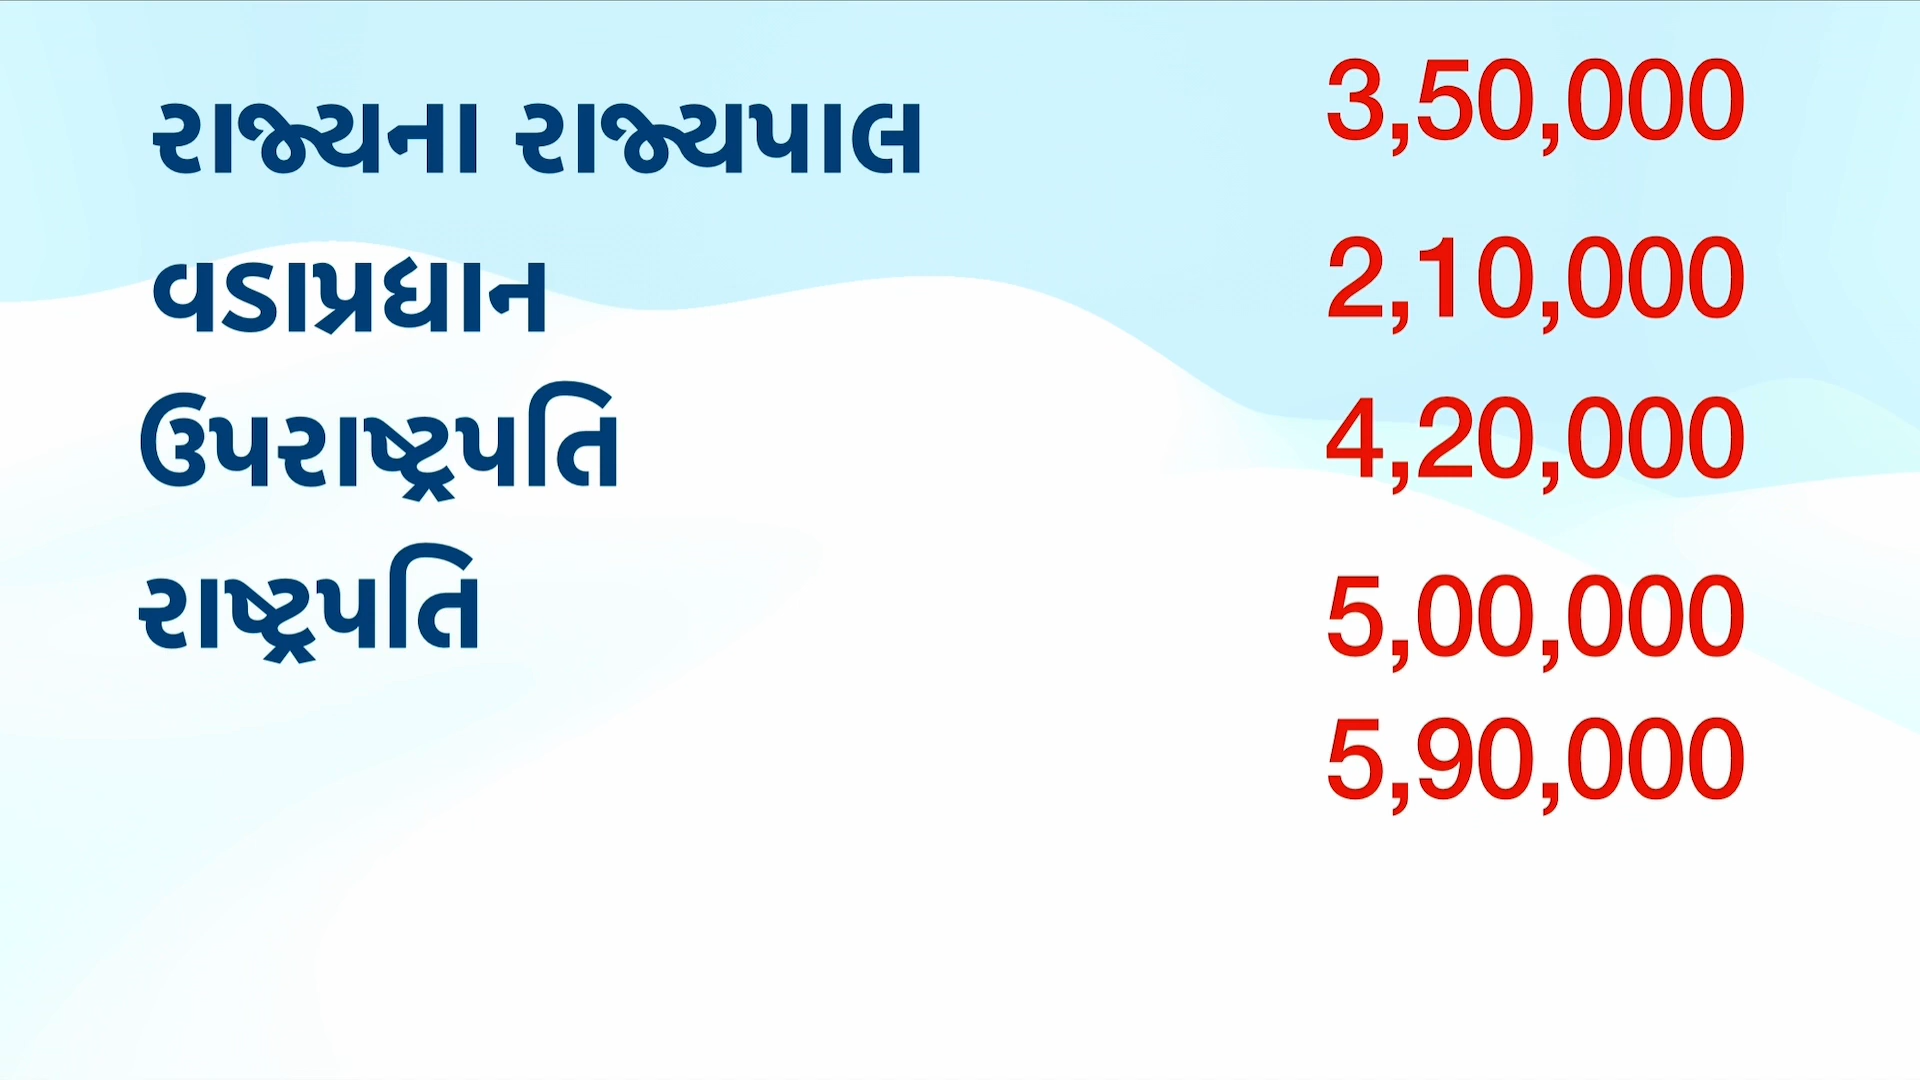 રાજ્યના રાજ્યપાલ 3,50,000
વડાપ્રધાન 2,10,000
ઉપરાષ્ટ્રપતિ 4,20,000
રાષ્ટ્રપતિ 5,00,000
5,90,000